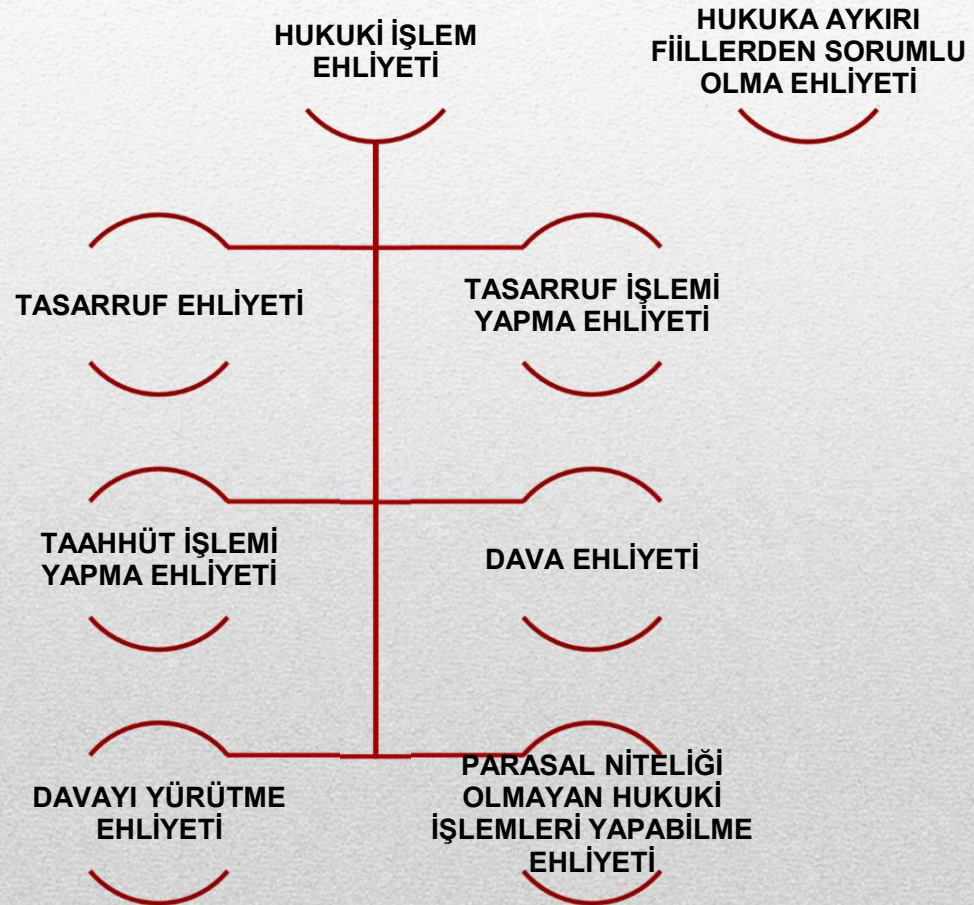 HUKUKİ İŞLEM
EHLİYETİ
HUKUKA AYKIRI
FİİLLERDEN SORUMLU
OLMA EHLİYETİ
TASARRUF EHLİYETİ
TASARRUF İŞLEMİ
YAPMA EHLİYETİ
TAAHHÜT İŞLEMİ
YAPMA EHLİYETİ
DAVA EHLİYETİ
DAVAYI YÜRÜTME
EHLİYETİ
PARASAL NİTELİĞİ
OLMAYAN HUKUKİ
İŞLEMLERİ YAPABİLME
EHLİYETİ